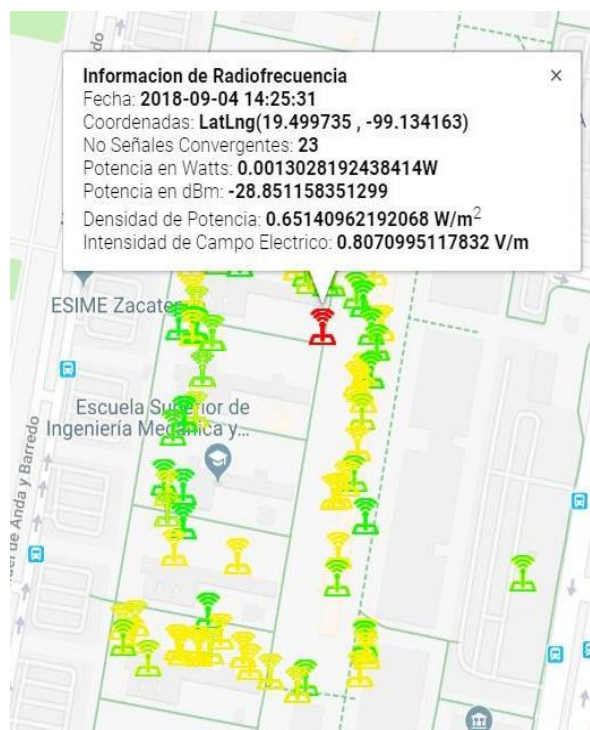 Informacion de Radiofrecuencia
Fecha: 2018-09-04 14:25:31
Coordenadas: LatLng(19.499735 , -99.134163)
No Señales Convergentes: 23
Potencia en Watts: 0.0013028192438414W
Potencia en dBm: -28.851158351299
Densidad de Potencia: 0.65140962192068 W/m²
Intensidad de Campo Electrico: 0.8070995117832 V/m
ESIME
Escuela Superior de
Ingeniería Mecánica y...
de Anda y Barredo